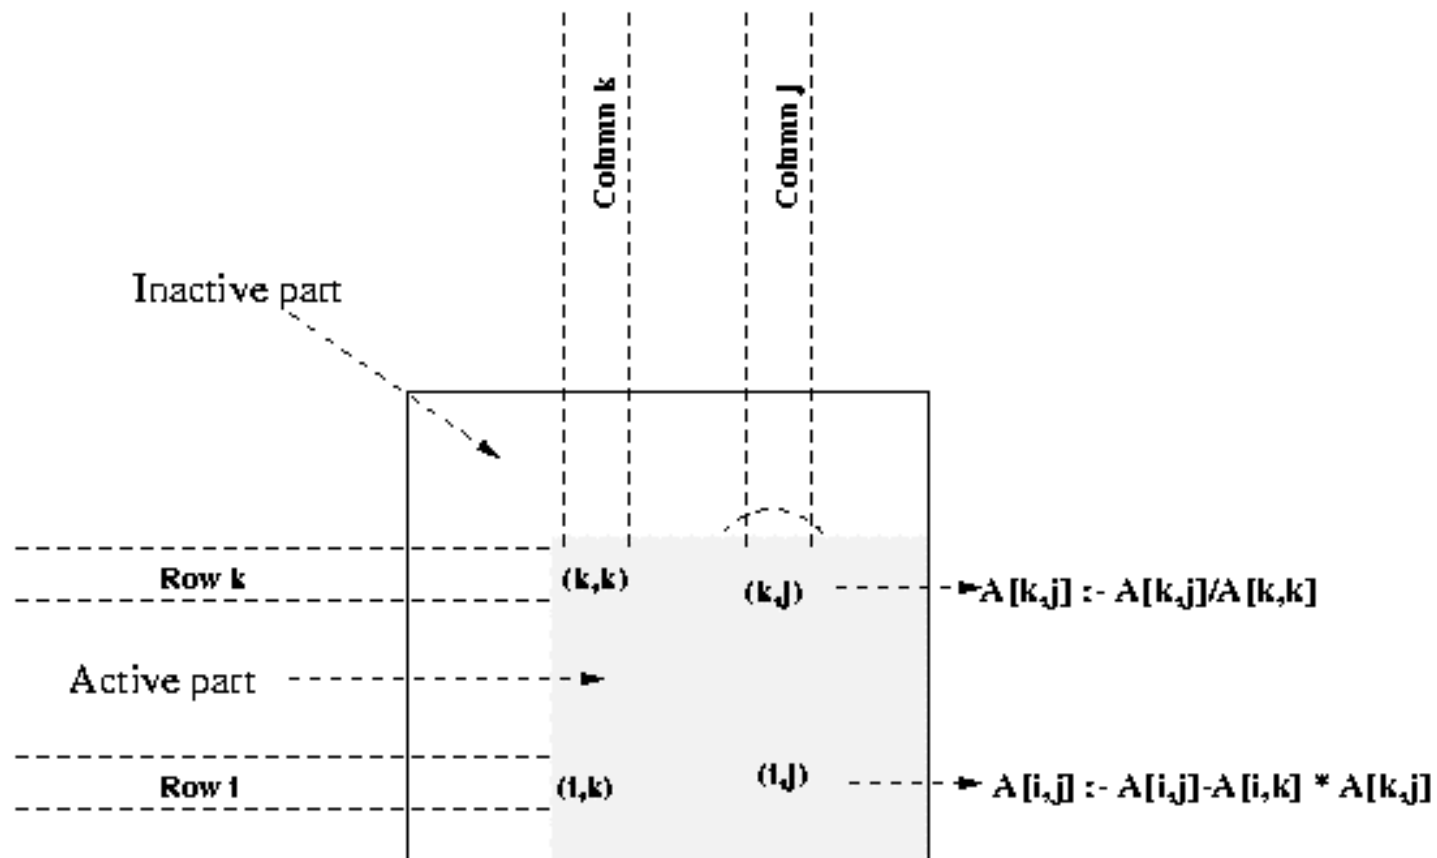 Column k
Column j
Inactive part
Row k
(k,k)
(k,j)
A[k,j] :- A[k,j]/A[k,k]
Active part
Row i
(i,k)
(i,j)
A[i,j] :- A[i,j]-A[i,k] * A[k,j]